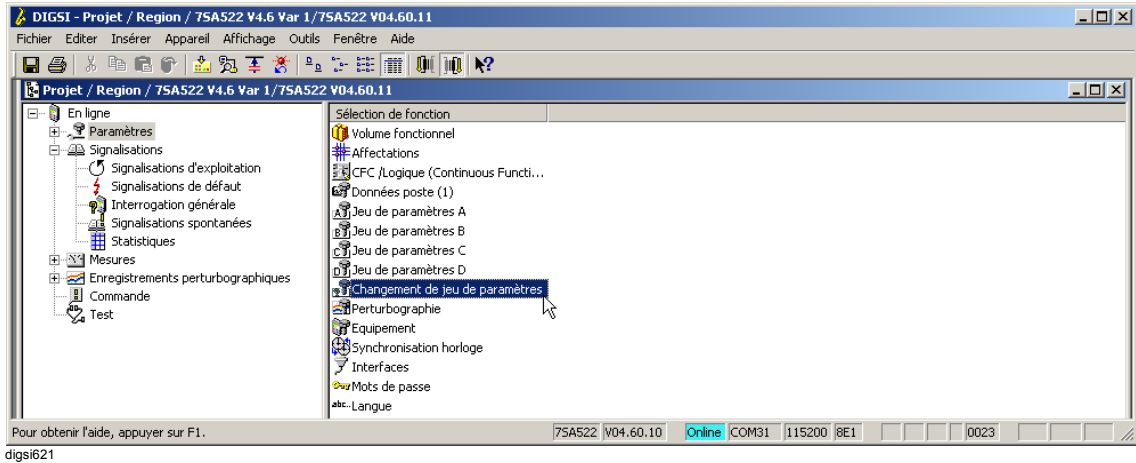 DIGSI - Projet / Region / 7SA522 V4.6 Var 1/7SA522 V04.60.11
Fichier Editer Insérer Appareil Affichage Outils Fenêtre Aide
Projet / Region / 7SA522 V4.6 Var 1/7SA522 V04.60.11
En ligne
Paramètres
Signalisations
Signalisations d'exploitation
Signalisations de défaut
Interrogation générale
Signalisations spontanées
Statistiques
Mesures
Enregistrements perturbographiques
Commande
Test
Sélection de fonction
Volume fonctionnel
Affectations
CFC /Logique (Continuous Functi...
Données poste (1)
Jeu de paramètres A
Jeu de paramètres B
Jeu de paramètres C
Jeu de paramètres D
Changement de jeu de paramètres
Perturbographie
Equipement
Synchronisation horloge
Interfaces
Mots de passe
abc.. Langue
Pour obtenir l'aide, appuyer sur F1.
7SA522 V04.60.10 Online COM31 115200 8E1 0023
digsi621